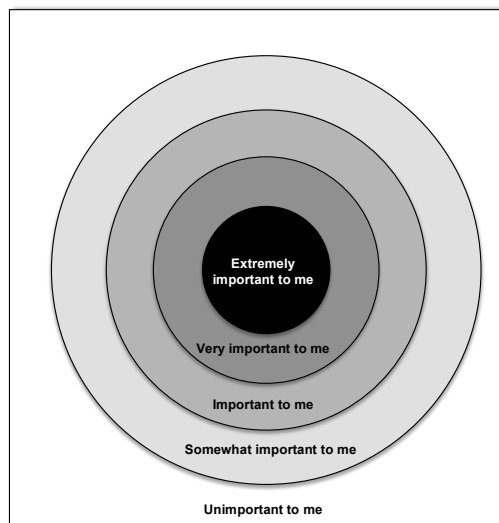 Extremely
important to me
Very important to me
Important to me
Somewhat important to me
Unimportant to me